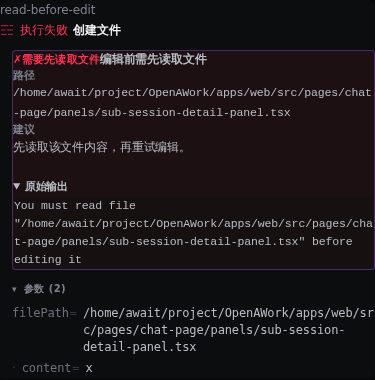 read-before-edit
执行失败 创建文件
✗需要先读取文件编辑前需先读取文件
路径
/home/await/project/OpenAWork/apps/web/src/pages/chat
-page/panels/sub-session-detail-panel.tsx
建议
先读取该文件内容，再重试编辑。
▼ 原始输出
You must read file
"/home/await/project/OpenAWork/apps/web/src/pages/cha
t-page/panels/sub-session-detail-panel.tsx" before
editing it
▾ 参数 (2)
filePath= /home/await/project/OpenAWork/apps/web/sr
c/pages/chat-page/panels/sub-session-
detail-panel.tsx
· content= x